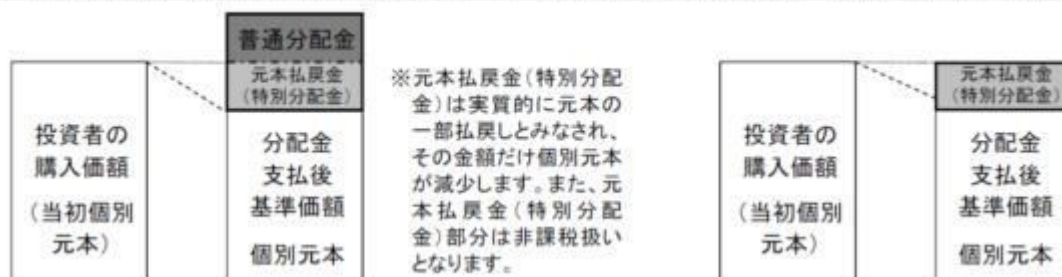 普通分配金
元本払戻金
(特別分配金)
投資者の
購入価額
(当初個別
元本)
分配金
支払後
基準価額
個別元本
※元本払戻金(特別分配
金)は実質的に元本の
一部払戻しとみなされ、
その金額だけ個別元本
が減少します。また、元
本払戻金(特別分配
金)部分は非課税扱い
となります。
投資者の
購入価額
(当初個別
元本)
元本払戻金
(特別分配金)
分配金
支払後
基準価額
個別元本